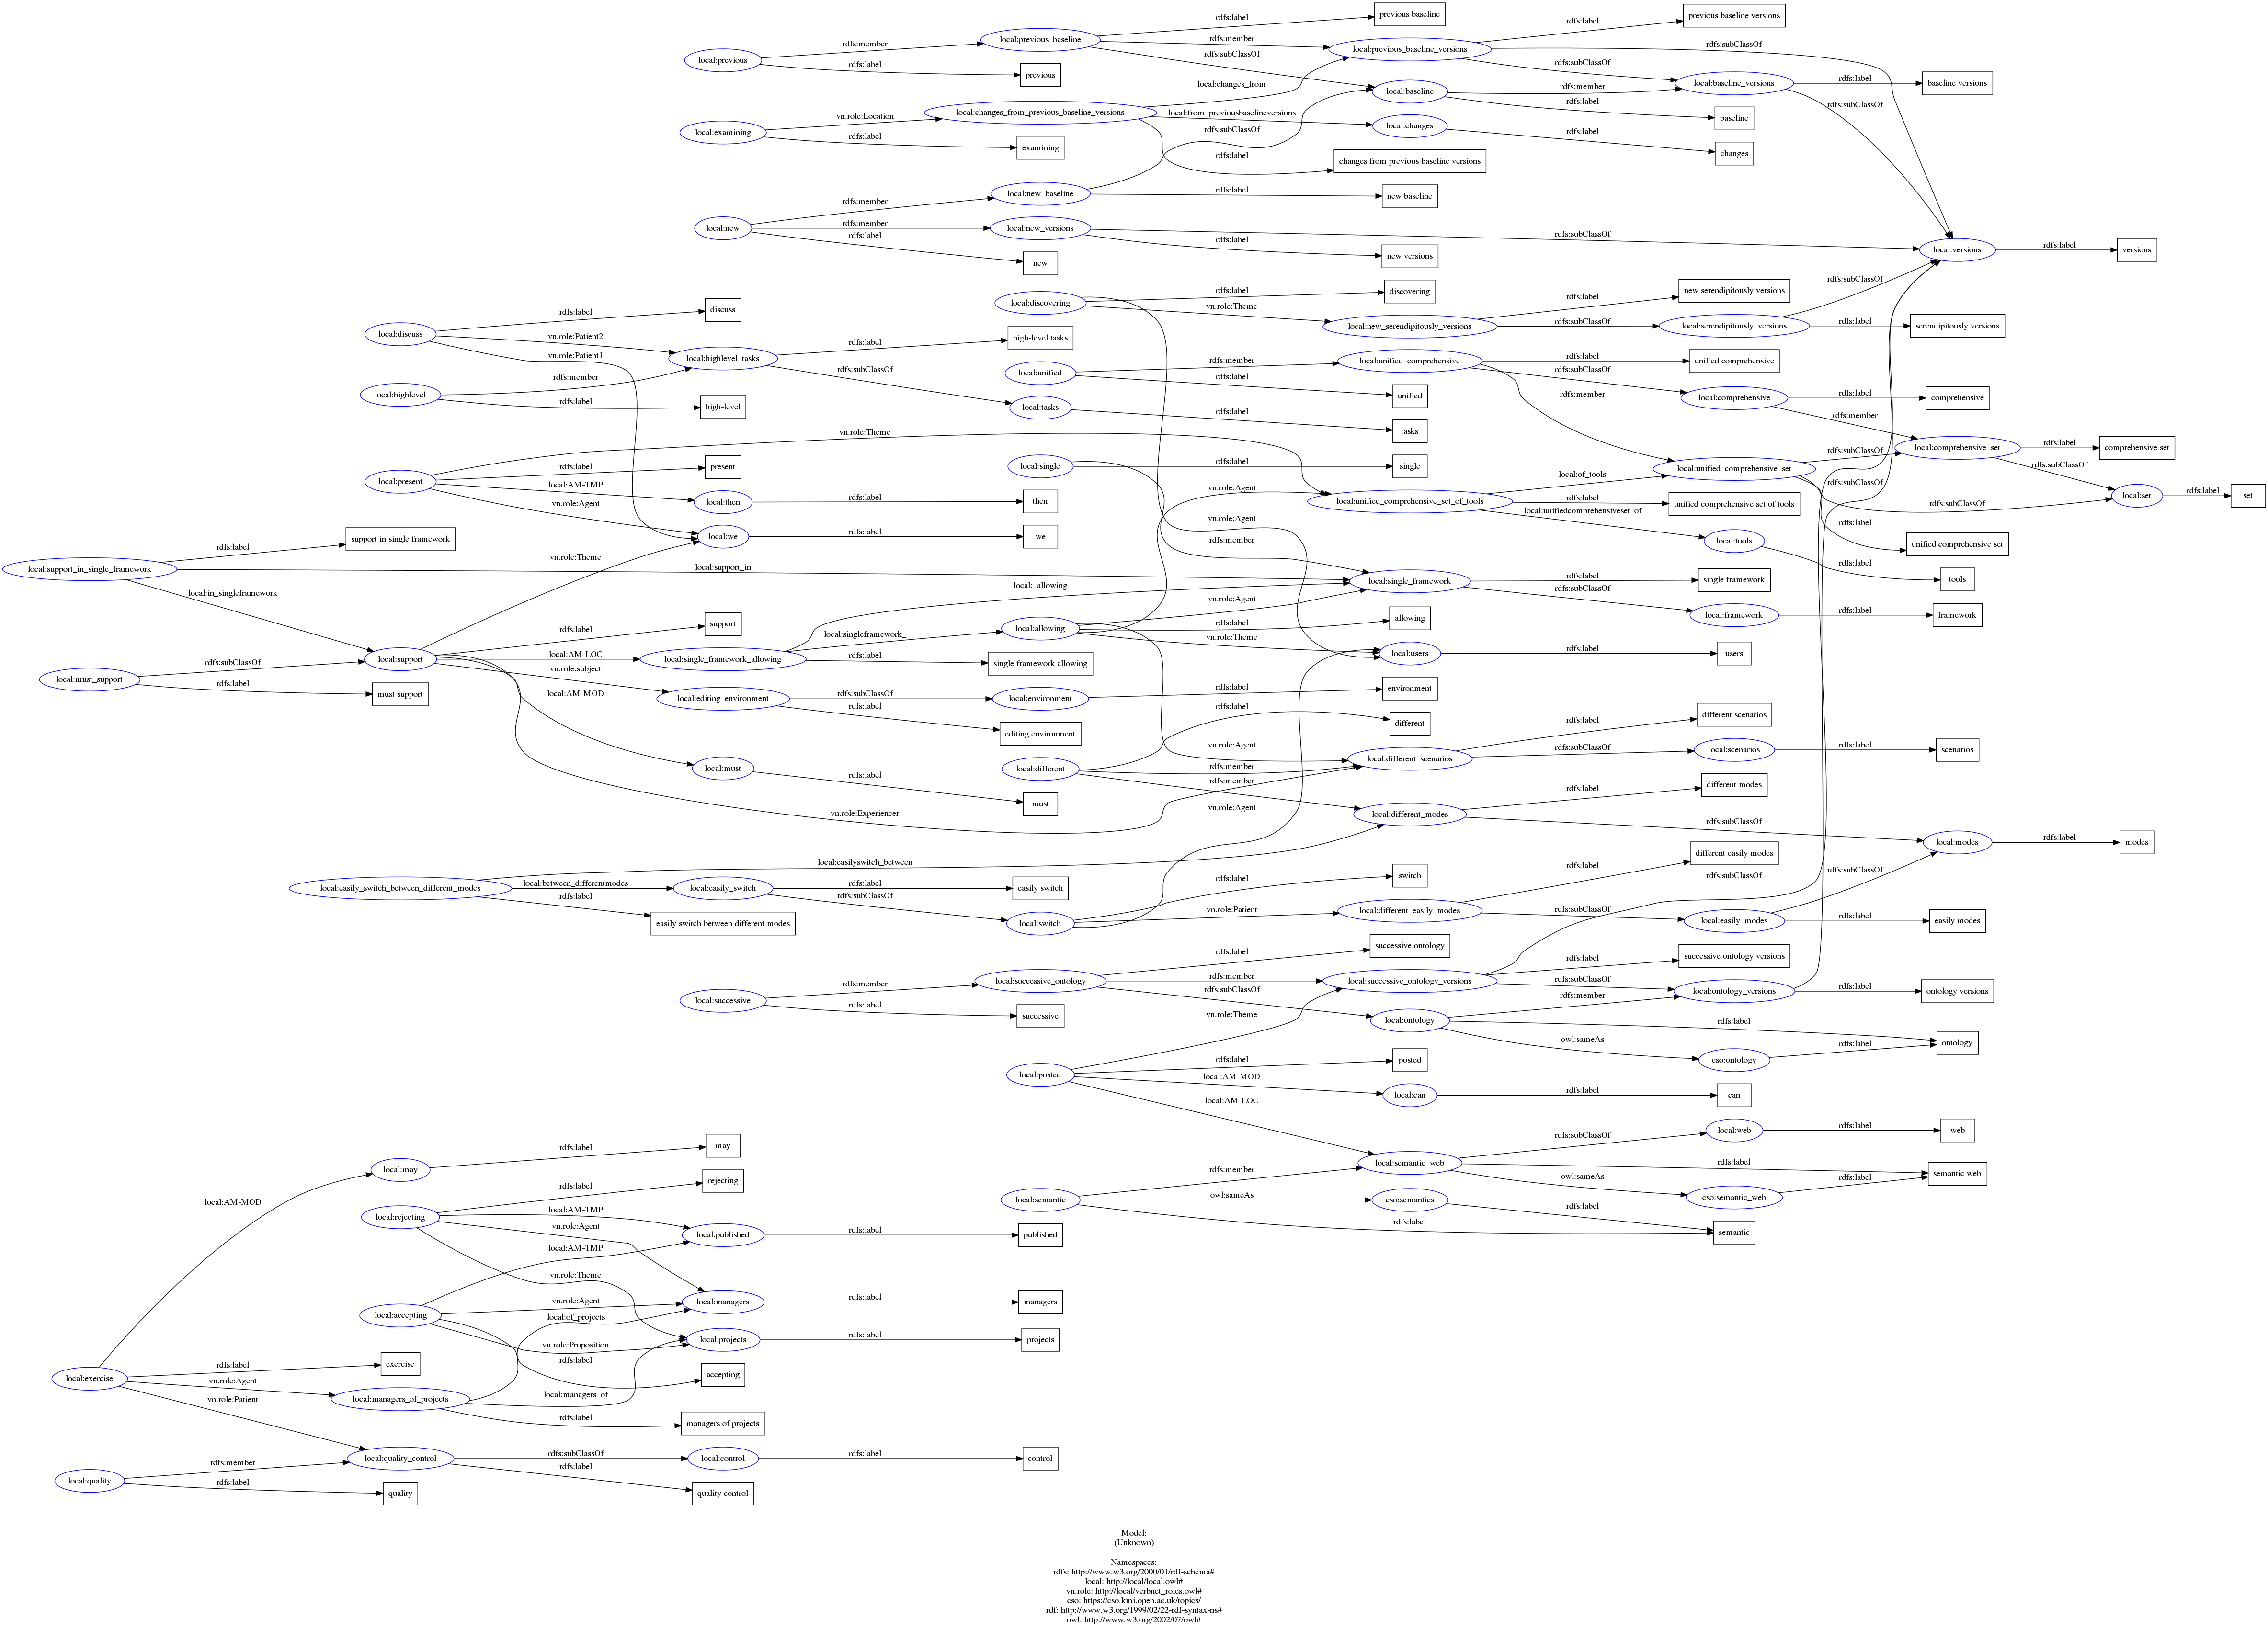 rdfs:label
previous baseline
previous baseline versions
rdfs:label
local:previous_baseline
rdfs:member
rdfs:label
local:previous
rdfs:member
local:previous_baseline_versions
rdfs:subClassOf
rdfs:subClassOf
rdfs:label
previous
rdfs:subClassOf
local:changes_from
local:baseline
rdfs:member
local:baseline_versions
rdfs:label
baseline versions
rdfs:label
baseline
rdfs:subClassOf
local:examining
vn.role:Location
local:changes_from_previous_baseline_versions
local:from_previousbaselineversions
local:changes
rdfs:label
changes
rdfs:label
examining
rdfs:subClassOf
rdfs:label
changes from previous baseline versions
local:new_baseline
rdfs:label
new baseline
local:new
rdfs:member
rdfs:member
rdfs:label
local:new_versions
rdfs:subClassOf
rdfs:label
new versions
new
local:versions
rdfs:label
versions
local:discovering
rdfs:label
discovering
vn.role:Theme
local:new_serendipitously_versions
rdfs:label
new serendipitously versions
rdfs:subClassOf
local:serendipitously_versions
rdfs:subClassOf
rdfs:label
serendipitously versions
local:discuss
rdfs:label
discuss
vn.role:Patient2
vn.role:Patient1
local:highlevel_tasks
rdfs:label
high-level tasks
rdfs:subClassOf
local:highlevel
rdfs:member
rdfs:label
high-level
local:tasks
rdfs:label
tasks
local:unified
rdfs:member
rdfs:label
unified
local:unified_comprehensive
rdfs:label
unified comprehensive
rdfs:subClassOf
rdfs:member
local:comprehensive
rdfs:label
comprehensive
rdfs:member
local:comprehensive_set
rdfs:label
comprehensive set
rdfs:subClassOf
local:set
rdfs:label
set
local:present
vn.role:Theme
rdfs:label
present
local:AM-TMP
local:then
rdfs:label
then
vn.role:Agent
local:we
rdfs:label
we
local:single
rdfs:label
single
vn.role:Agent
vn.role:Agent
rdfs:member
local:unified_comprehensive_set_of_tools
local:of_tools
rdfs:label
unified comprehensive set of tools
local:unifiedcomprehensiveset_of
local:unified_comprehensive_set
rdfs:subClassOf
rdfs:subClassOf
rdfs:subClassOf
rdfs:label
unified comprehensive set
local:tools
rdfs:label
tools
local:support_in_single_framework
rdfs:label
support in single framework
local:support_in
local:in_singleframework
vn.role:Theme
local:_allowing
local:single_framework
rdfs:label
single framework
rdfs:subClassOf
local:framework
rdfs:label
framework
local:must_support
rdfs:subClassOf
rdfs:label
must support
local:support
rdfs:label
support
local:AM-LOC
vn.role:subject
local:AM-MOD
vn.role:Experiencer
local:single_framework_allowing
local:singleframework_
rdfs:label
single framework allowing
local:allowing
vn.role:Agent
rdfs:label
allowing
vn.role:Theme
vn.role:Agent
local:users
rdfs:label
users
local:editing_environment
rdfs:subClassOf
rdfs:label
editing environment
local:environment
rdfs:label
environment
local:must
rdfs:label
must
local:different
rdfs:label
different
rdfs:member
rdfs:member
vn.role:Agent
local:different_scenarios
rdfs:label
different scenarios
rdfs:subClassOf
local:scenarios
rdfs:label
scenarios
local:different_modes
rdfs:label
different modes
rdfs:subClassOf
local:modes
rdfs:label
modes
local:easily_switch_between_different_modes
local:easilyswitch_between
local:between_differentmodes
rdfs:label
easily switch between different modes
local:easily_switch
rdfs:label
easily switch
rdfs:subClassOf
local:switch
rdfs:label
switch
vn.role:Patient
local:different_easily_modes
rdfs:label
different easily modes
rdfs:subClassOf
rdfs:subClassOf
local:easily_modes
rdfs:subClassOf
rdfs:label
easily modes
local:successive
rdfs:member
rdfs:label
successive
local:successive_ontology
rdfs:label
successive ontology
rdfs:member
rdfs:subClassOf
local:successive_ontology_versions
rdfs:label
successive ontology versions
rdfs:subClassOf
local:ontology_versions
rdfs:label
ontology versions
local:ontology
rdfs:member
rdfs:label
ontology
owl:sameAs
cso:ontology
rdfs:label
local:posted
vn.role:Theme
rdfs:label
posted
local:AM-MOD
local:can
rdfs:label
can
local:AM-LOC
local:semantic_web
rdfs:subClassOf
local:web
rdfs:label
web
rdfs:label
semantic web
owl:sameAs
cso:semantic_web
rdfs:label
local:semantic
rdfs:member
owl:sameAs
cso:semantics
rdfs:label
rdfs:label
semantic
local:exercise
local:AM-MOD
local:may
rdfs:label
may
local:rejecting
rdfs:label
rejecting
local:AM-TMP
vn.role:Agent
vn.role:Theme
local:published
rdfs:label
published
local:accepting
local:AM-TMP
vn.role:Agent
vn.role:Proposition
rdfs:label
accepting
local:managers
rdfs:label
managers
local:projects
rdfs:label
projects
rdfs:label
exercise
vn.role:Agent
vn.role:Patient
local:managers_of_projects
local:of_projects
local:managers_of
rdfs:label
managers of projects
local:quality
rdfs:member
rdfs:label
quality
local:quality_control
rdfs:subClassOf
rdfs:label
quality control
local:control
rdfs:label
control
Model:
(Unknown)
Namespaces:
rdfs: http://www.w3.org/2000/01/rdf-schema#
local: http://local/local.owl#
vn.role: http://local/verbnet_roles.owl#
cso: https://cso.kmi.open.ac.uk/topics/
rdf: http://www.w3.org/1999/02/22-rdf-syntax-ns#
owl: http://www.w3.org/2002/07/owl#